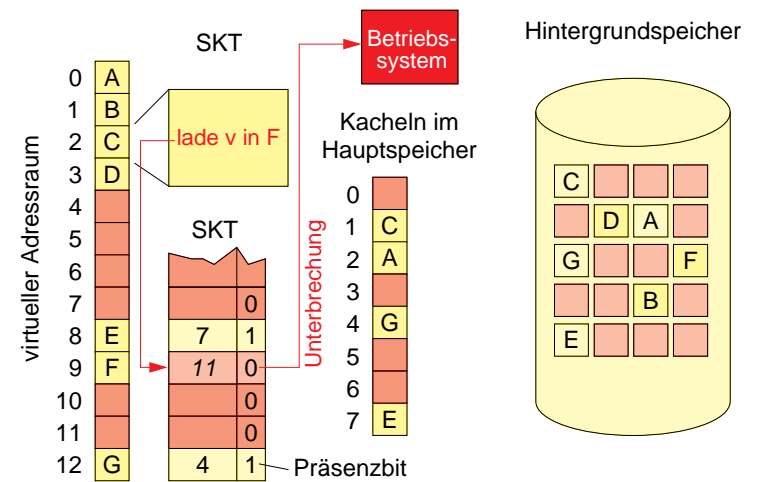 SKT
Betriebs-
system
Hintergrundspeicher
virtueller Adressraum
0 A
1 B
2 C
3 D
4
5
6
7
8 E
9 F
10
11
12 G
lade v in F
SKT
0
7 1
11 0
0
0
4 1
Präsenzbit
Unterbrechung
Kacheln im
Hauptspeicher
0
1 C
2 A
3
4 G
5
6
7 E
C
D A
G F
B
E